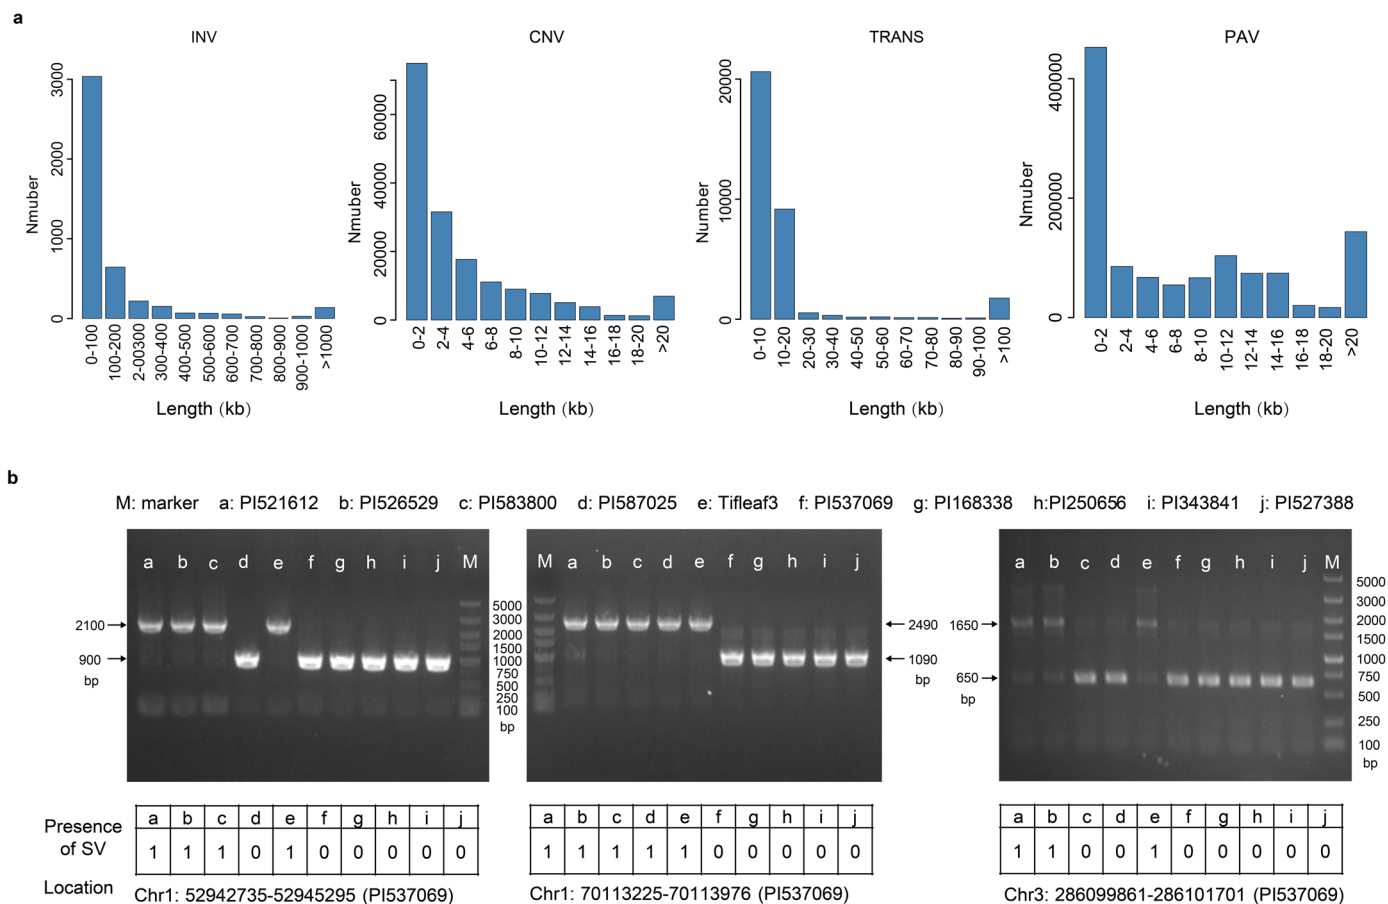 a
INV
CNV
TRANS
PAV
Nmuber
0
1000
2000
3000
0-100
100-200
2-00300
300-400
400-500
500-600
600-700
700-800
800-900
900-1000
>1000
Length (kb)
Nmuber
0
20000
40000
60000
0-2
2-4
4-6
6-8
8-10
10-12
12-14
14-16
16-18
18-20
>20
Length (kb)
Number
0
10000
20000
0-10
10-20
20-30
30-40
40-50
50-60
60-70
70-80
80-90
90-100
>100
Length (kb)
Nmuber
0
200000
400000
0-2
2-4
4-6
6-8
8-10
10-12
12-14
14-16
16-18
18-20
>20
Length (kb)
b
M: marker a: PI521612 b: PI526529 c: PI583800 d: PI587025 e: Tifleaf3 f: PI537069 g: PI168338 h:PI250656 i: PI343841 j: PI527388
a b c d e f g h i j M
2100
900
bp
5000
3000
2000
1500
1000
750
500
250
100
bp
M a b c d e f g h i j
2490
1090
bp
a b c d e f g h i j M
1650
650
bp
5000
3000
2000
1500
1000
750
500
250
100
bp
Presence
of SV
a b c d e f g h i j
1 1 1 0 1 0 0 0 0 0
a b c d e f g h i j
1 1 1 1 1 0 0 0 0 0
a b c d e f g h i j
1 1 0 0 1 0 0 0 0 0
Location
Chr1: 52942735-52945295 (PI537069)
Chr1: 70113225-70113976 (PI537069)
Chr3: 286099861-286101701 (PI537069)